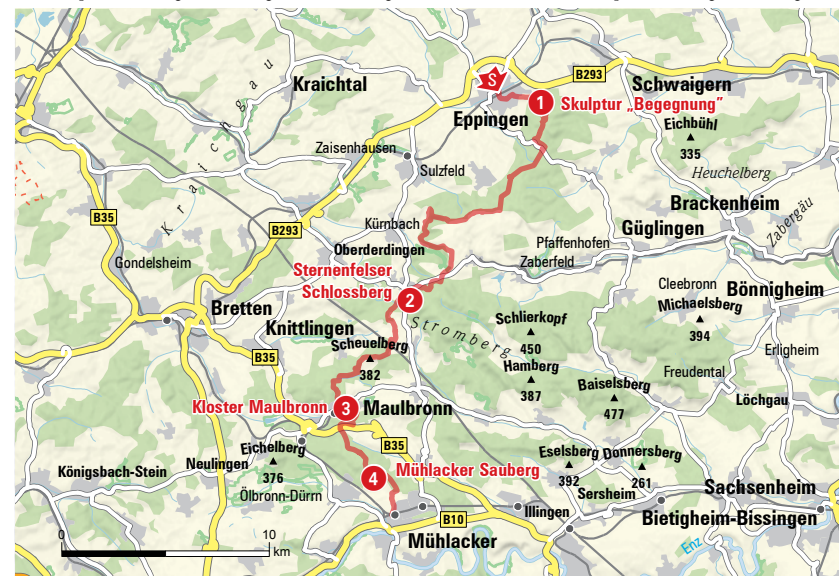 B293
S
Kraichtal
Schwaigern
1
Skulptur „Begegnung”
Eppingen
Eichbühl
335
Zaisenhausen
Kraichgau
Sulzfeld
Heuchelberg
Brackenheim
B35
Kürnbach
Güglingen
Zabergäu
B293
Oberderdingen
Pfaffenhofen
Gondelsheim
Zaberfeld
Sternenfelser
Schlossberg
2
Cleebronn
Bönnigheim
Michaelsberg
394
Bretten
Schlierkopf
450
Stromberg
Knittlingen
Scheuelberg
382
Erligheim
B35
Hamberg
387
Freudental
Baiselsberg
477
Löchgau
Kloster Maulbronn
3
Maulbronn
B35
Eichelberg
376
Eselsberg
392
Donnersberg
261
Neulingen
Königsbach-Stein
4
Mühlacker Sauberg
Ölbronn-Dürrn
Sersheim
Sachsenheim
Illingen
B10
Bietigheim-Bissingen
Mühlacker
Enz
0
10
km